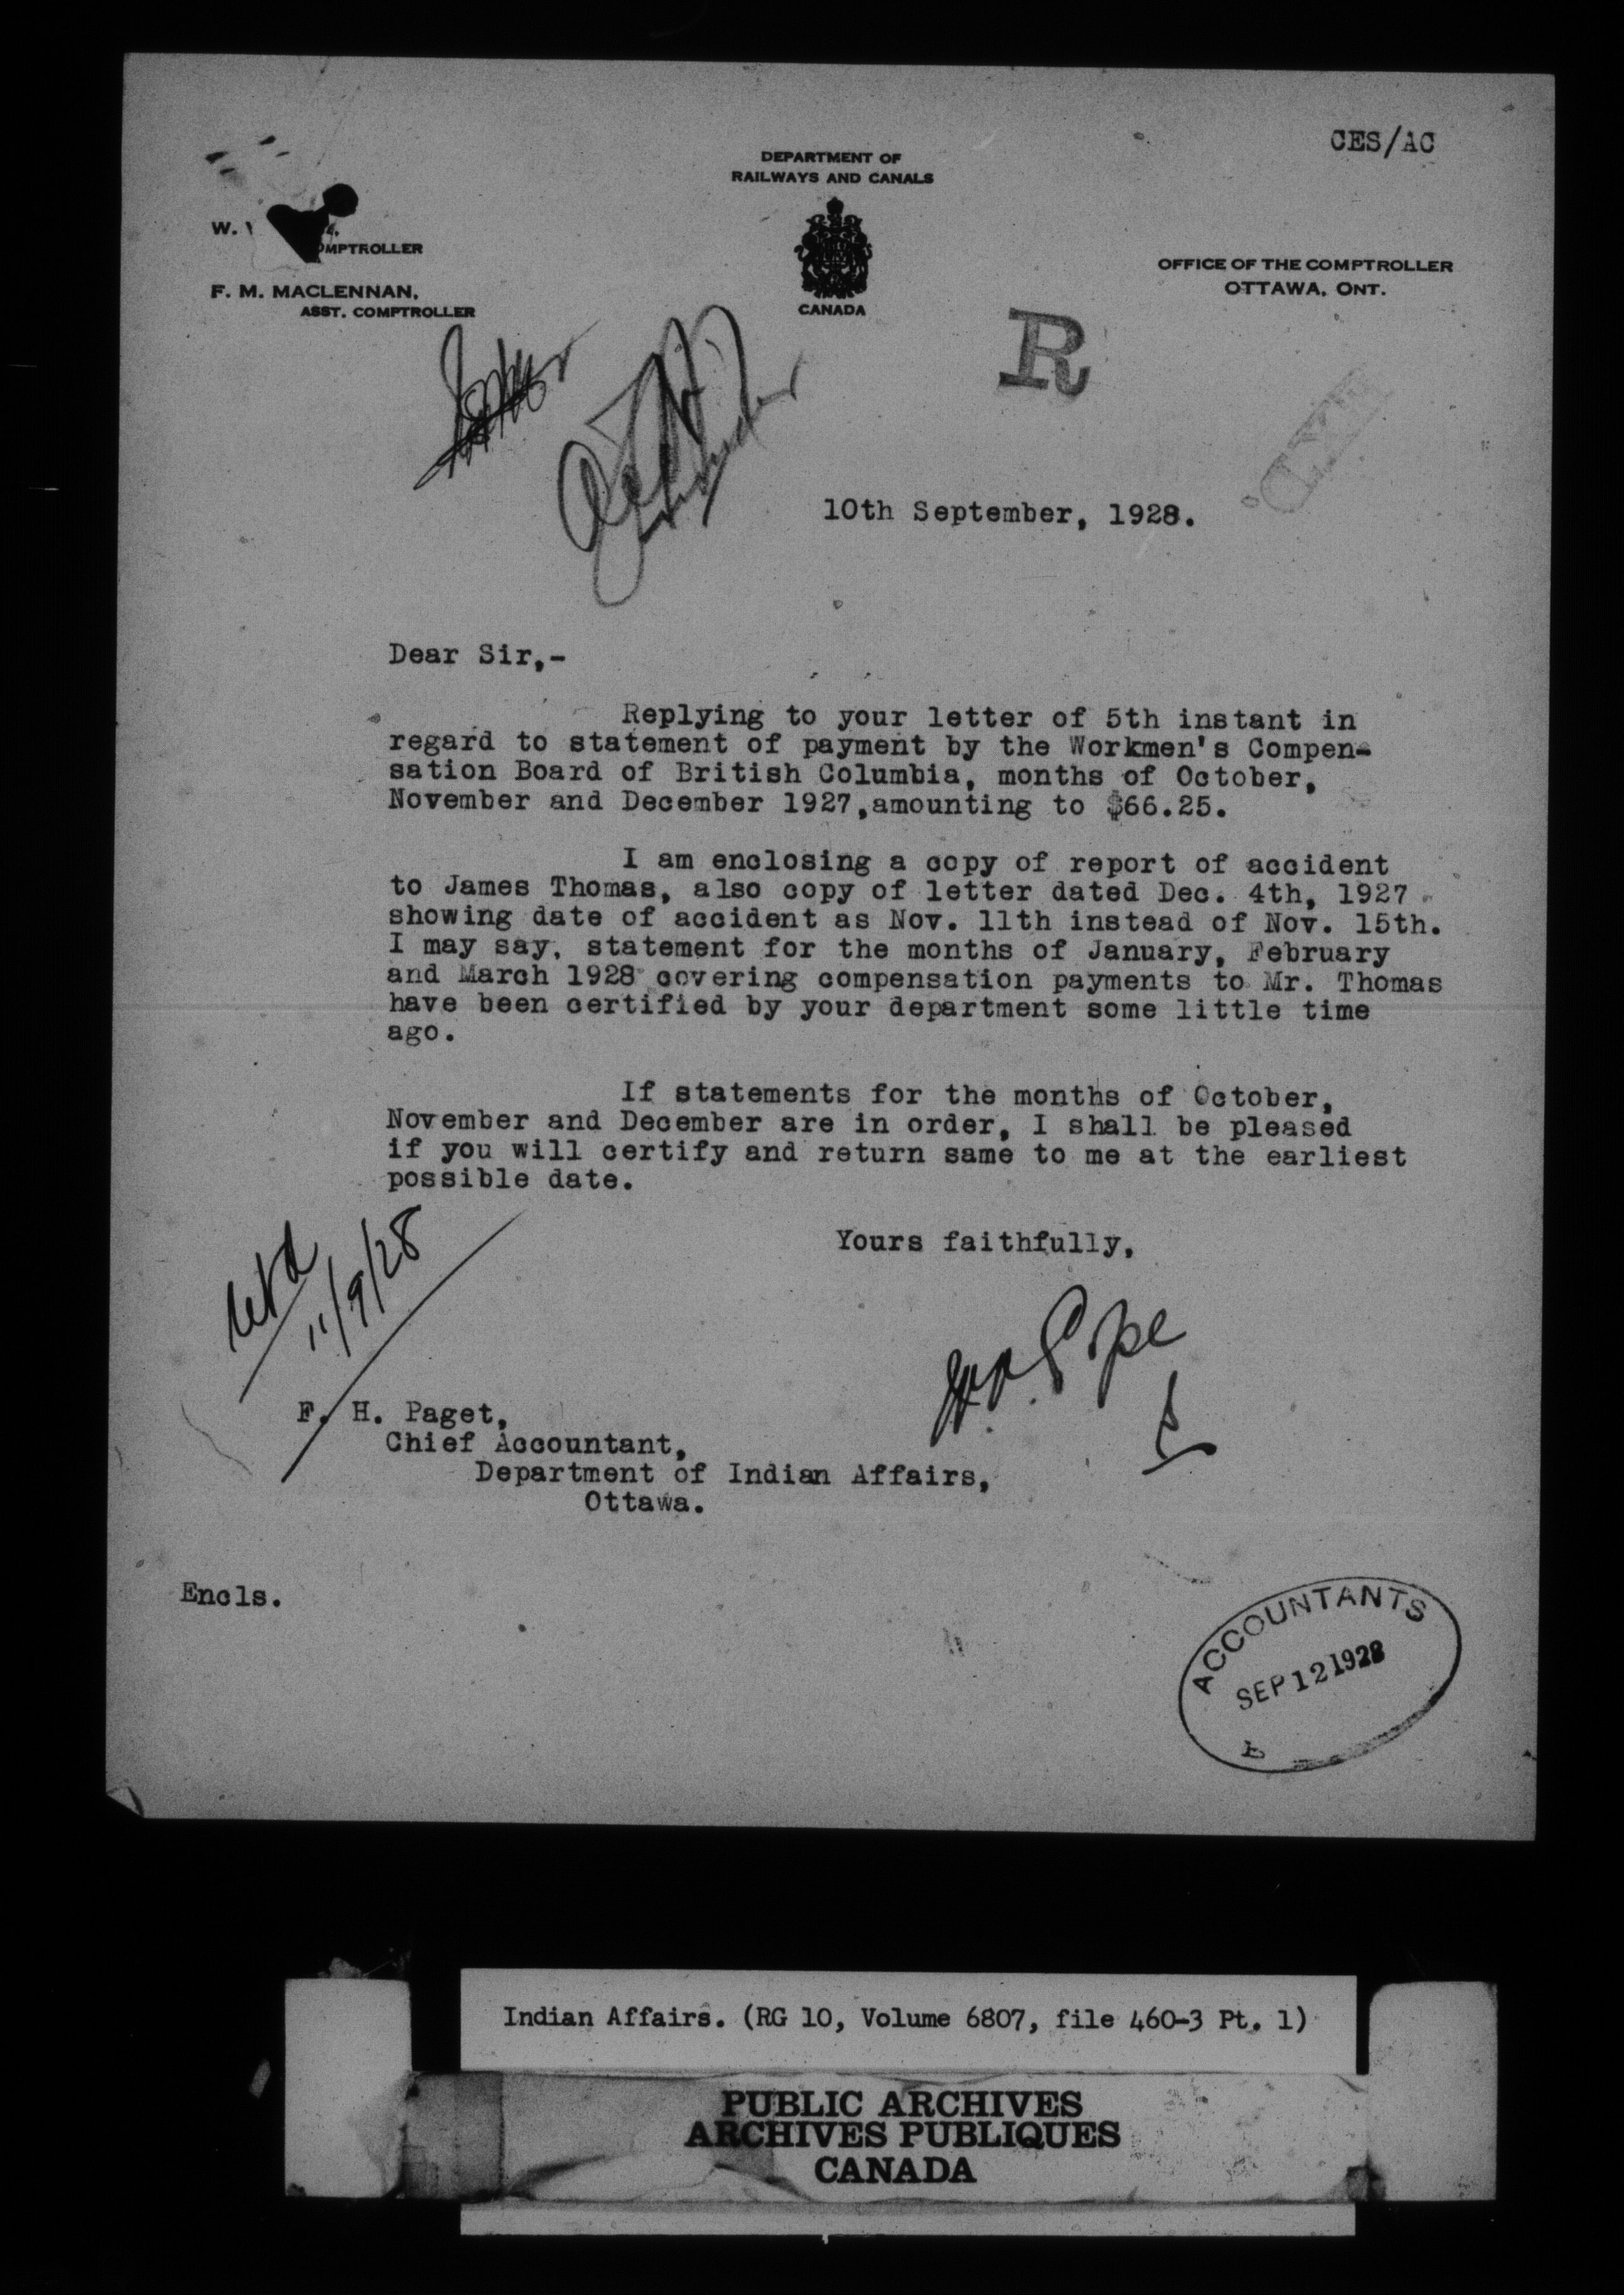 CES/AC
DEPARTMENT OF
RAILWAYS AND CANALS
CANADA
W.
OMPTROLLER
F. M. MACLENNAN,
ASST. COMPTROLLER
OFFICE OF THE COMPTROLLER
OTTAWA, ONT.
R
10th September, 1928.
Dear Sir,-
Replying to your letter of 5th instant in
regard to statement of payment by the Workmen's Compen-
sation Board of British Columbia, months of October,
November and December 1927,amounting to $66.25.
I am enclosing a copy of report of accident
to James Thomas, also copy of letter dated Dec. 4th, 1927
showing date of accident as Nov. 11th instead of Nov. 15th.
I may say, statement for the months of January, February
and March 1928 covering compensation payments to Mr. Thomas
have been certified by your department some little time
ago.
If statements for the months of October,
November and December are in order, I shall be pleased
if you will certify and return same to me at the earliest
possible date.
Yours faithfully,
11/9/28
Pope
F. H. Paget,
Chief Accountant,
Department of Indian Affairs,
Ottawa.
Encls.
ACCOUNTANTS
SEP 12 1928
Indian Affairs. (RG 10, Volume 6807, file 460-3 Pt. 1)
PUBLIC ARCHIVES
ARCHIVES PUBLIQUES
CANADA